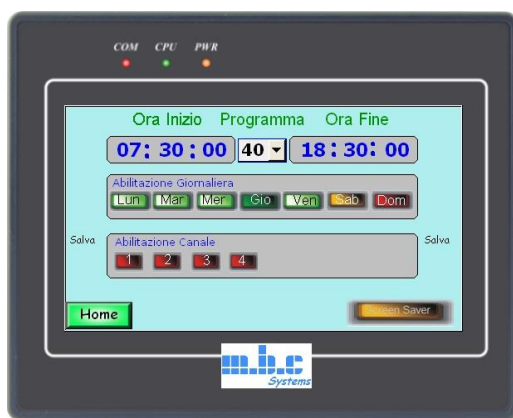 COM CPU PWR
Ora Inizio Programma Ora Fine
07: 30 : 00 40 18 : 30: 00
Abilitazione Giornaliera
Lun Mar Mer Gio Ven Sab Dom
Salva Abilitazione Canale Salva
1 2 3 4
Home Screen Saver
m.b.c
Systems